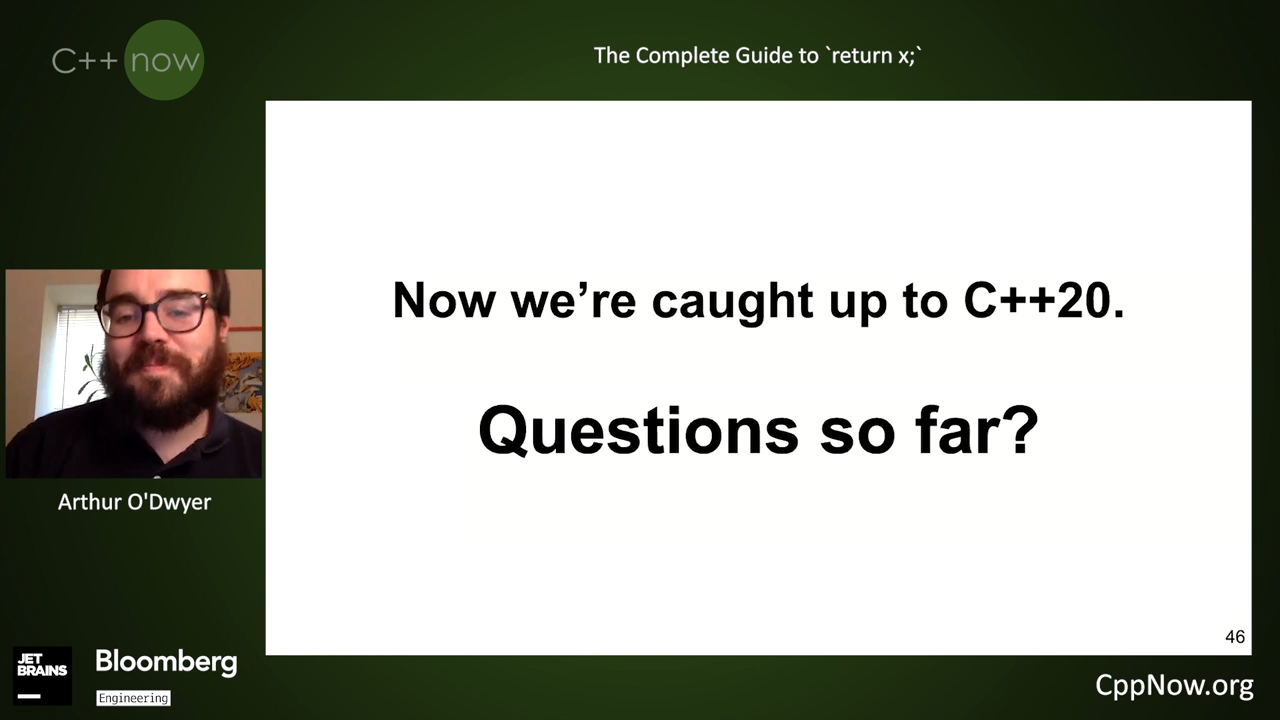 C++ now
The Complete Guide to `return x;`
Now we’re caught up to C++20.
Questions so far?
46
Arthur O'Dwyer
JET
BRAINS
Bloomberg
Engineering
CppNow.org